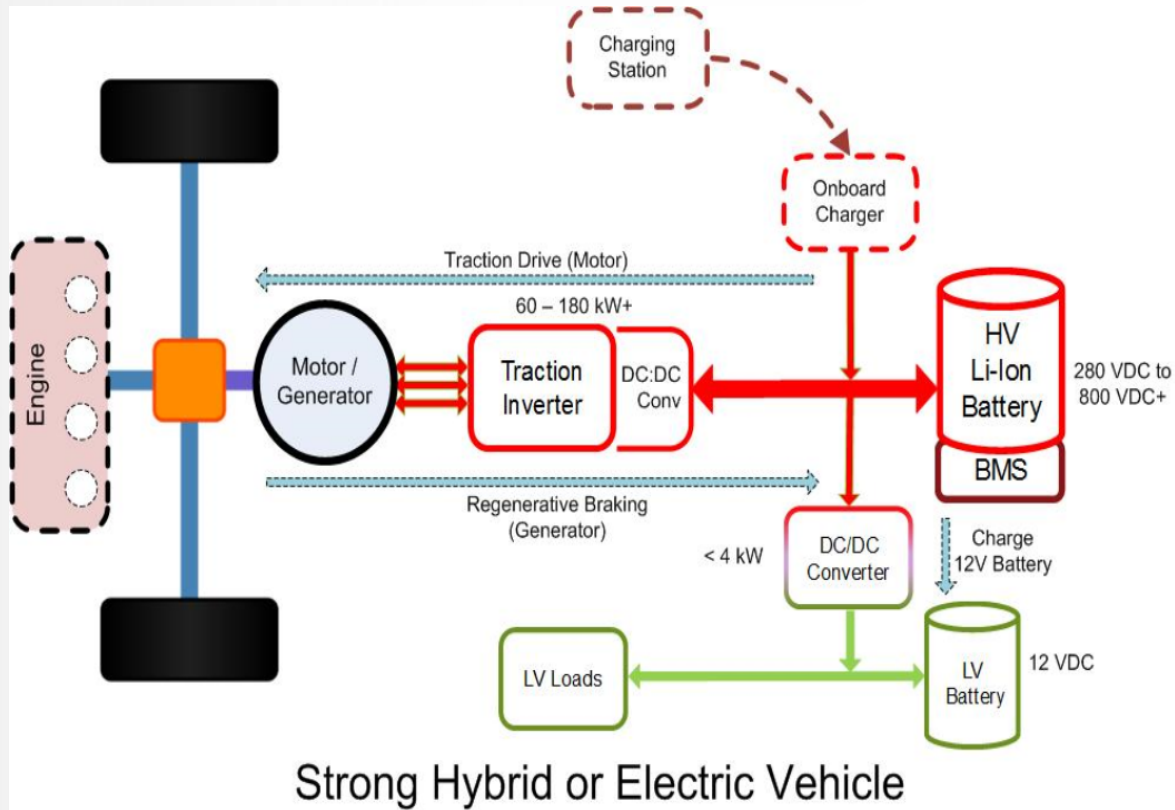 Charging
Station
Onboard
Charger
Traction Drive (Motor)
60 – 180 kW+
Engine
Motor /
Generator
Traction
Inverter
DC:DC
Conv
HV
Li-Ion
Battery
280 VDC to
800 VDC+
BMS
Regenerative Braking
(Generator)
< 4 kW
DC/DC
Converter
Charge
12V Battery
LV Loads
LV
Battery
12 VDC
Strong Hybrid or Electric Vehicle